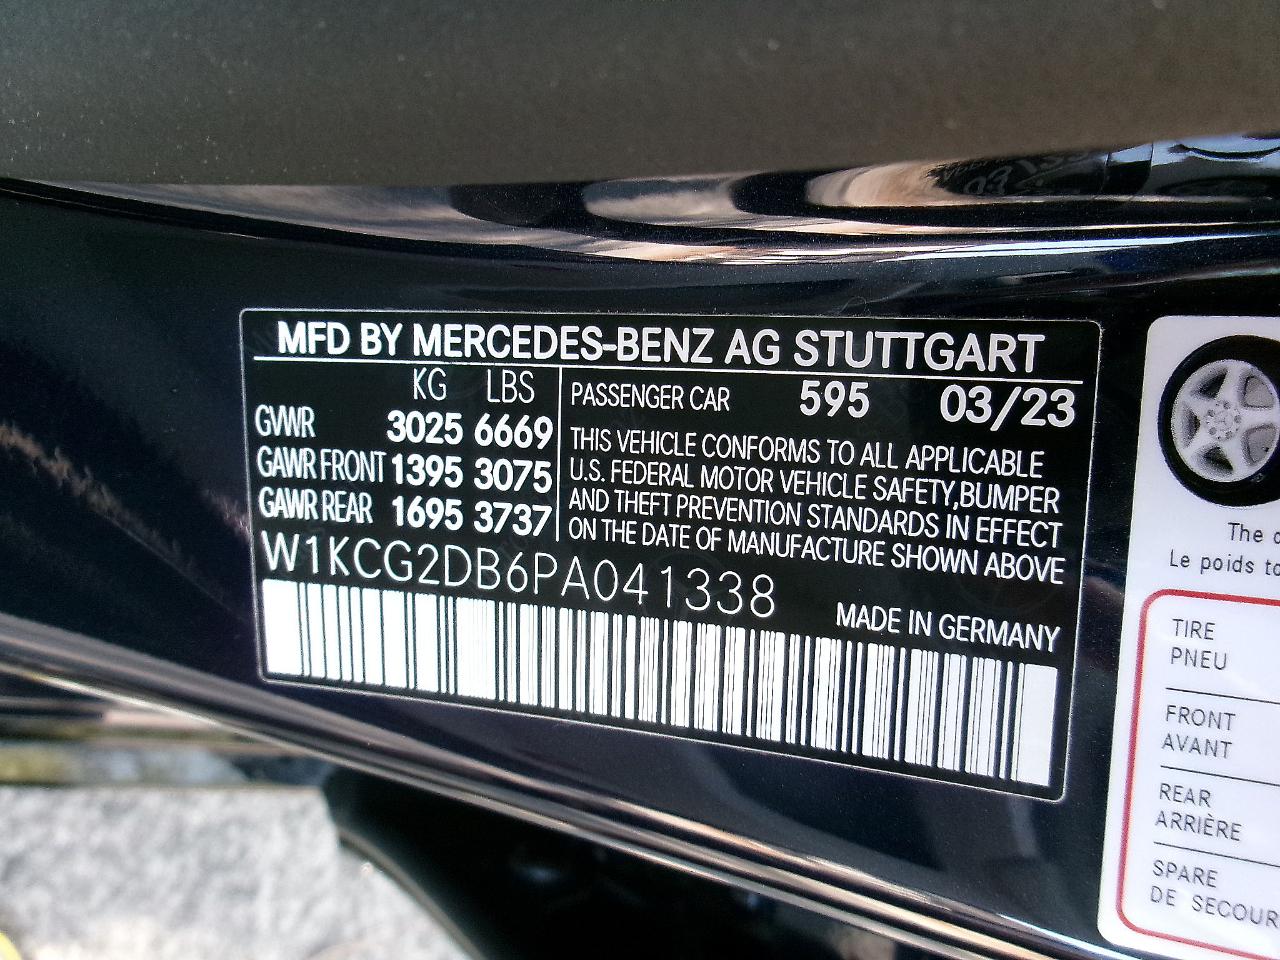 MFD BY MERCEDES-BENZ AG STUTTGART
KG LBS
GVWR 3025 6669
GAWR FRONT 1395 3075
GAWR REAR 1695 3737
PASSENGER CAR 595 03/23
THIS VEHICLE CONFORMS TO ALL APPLICABLE
U.S. FEDERAL MOTOR VEHICLE SAFETY,BUMPER
AND THEFT PREVENTION STANDARDS IN EFFECT
ON THE DATE OF MANUFACTURE SHOWN ABOVE
W1KCG2DB6PA041338
MADE IN GERMANY
The
Le poids
TIRE
PNEU
FRONT
AVANT
REAR
ARRIÈRE
SPARE
DE SECOUR